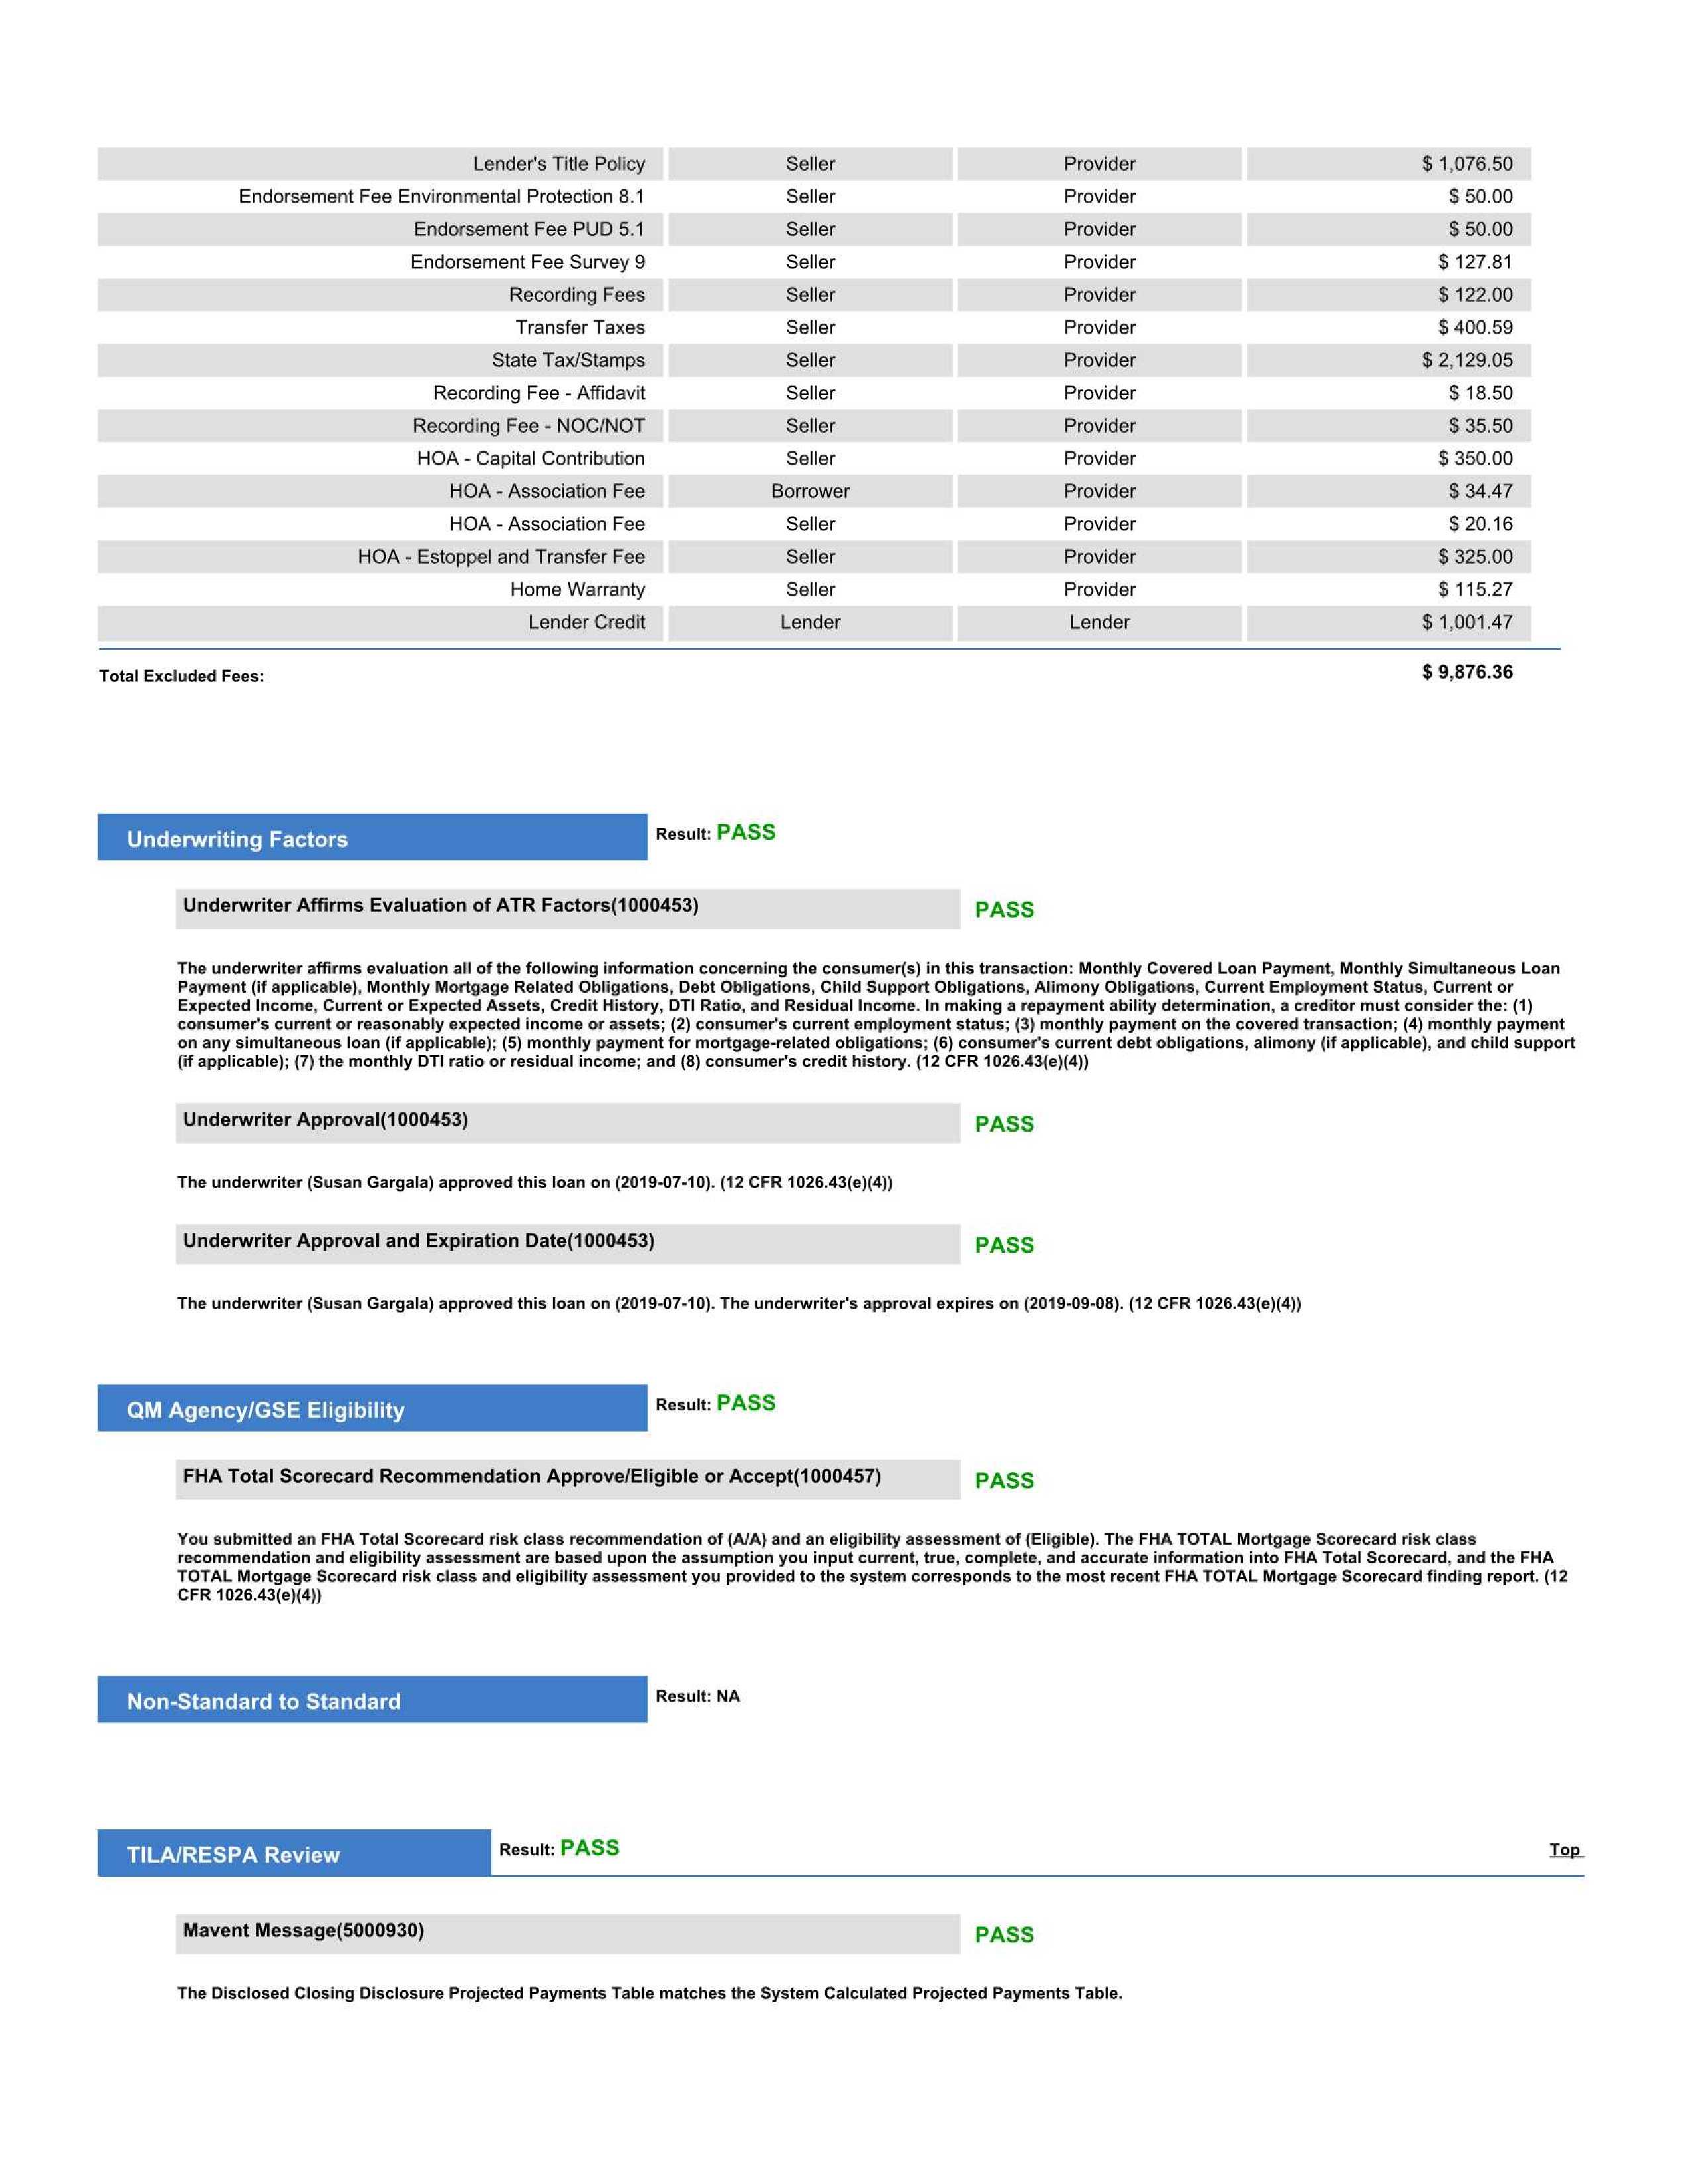 Lender's Title Policy Seller Provider $ 1,076.50
Endorsement Fee Environmental Protection 8.1 Seller Provider $ 50.00
Endorsement Fee PUD 5.1 Seller Provider $ 50.00
Endorsement Fee Survey 9 Seller Provider $ 127.81
Recording Fees Seller Provider $ 122.00
Transfer Taxes Seller Provider $ 400.59
State Tax/Stamps Seller Provider $ 2,129.05
Recording Fee - Affidavit Seller Provider $ 18.50
Recording Fee - NOC/NOT Seller Provider $ 35.50
HOA - Capital Contribution Seller Provider $ 350.00
HOA - Association Fee Borrower Provider $ 34.47
HOA - Association Fee Seller Provider $ 20.16
HOA - Estoppel and Transfer Fee Seller Provider $ 325.00
Home Warranty Seller Provider $ 115.27
Lender Credit Lender Lender $ 1,001.47
Total Excluded Fees: $ 9,876.36
Underwriting Factors Result: PASS
Underwriter Affirms Evaluation of ATR Factors(1000453) PASS
The underwriter affirms evaluation all of the following information concerning the consumer(s) in this transaction: Monthly Covered Loan Payment, Monthly Simultaneous Loan
Payment (if applicable), Monthly Mortgage Related Obligations, Debt Obligations, Child Support Obligations, Alimony Obligations, Current Employment Status, Current or
Expected Income, Current or Expected Assets, Credit History, DTI Ratio, and Residual Income. In making a repayment ability determination, a creditor must consider the: (1)
consumer's current or reasonably expected income or assets; (2) consumer's current employment status; (3) monthly payment on the covered transaction; (4) monthly payment
on any simultaneous loan (if applicable); (5) monthly payment for mortgage-related obligations; (6) consumer's current debt obligations, alimony (if applicable), and child support
(if applicable); (7) the monthly DTI ratio or residual income; and (8) consumer's credit history. (12 CFR 1026.43(e)(4))
Underwriter Approval(1000453) PASS
The underwriter (Susan Gargala) approved this loan on (2019-07-10). (12 CFR 1026.43(e)(4))
Underwriter Approval and Expiration Date(1000453) PASS
The underwriter (Susan Gargala) approved this loan on (2019-07-10). The underwriter's approval expires on (2019-09-08). (12 CFR 1026.43(e)(4))
QM Agency/GSE Eligibility Result: PASS
FHA Total Scorecard Recommendation Approve/Eligible or Accept(1000457) PASS
You submitted an FHA Total Scorecard risk class recommendation of (A/A) and an eligibility assessment of (Eligible). The FHA TOTAL Mortgage Scorecard risk class
recommendation and eligibility assessment are based upon the assumption you input current, true, complete, and accurate information into FHA Total Scorecard, and the FHA
TOTAL Mortgage Scorecard risk class and eligibility assessment you provided to the system corresponds to the most recent FHA TOTAL Mortgage Scorecard finding report. (12
CFR 1026.43(e)(4))
Non-Standard to Standard Result: NA
TILA/RESPA Review Result: PASS Top
Mavent Message(5000930) PASS
The Disclosed Closing Disclosure Projected Payments Table matches the System Calculated Projected Payments Table.